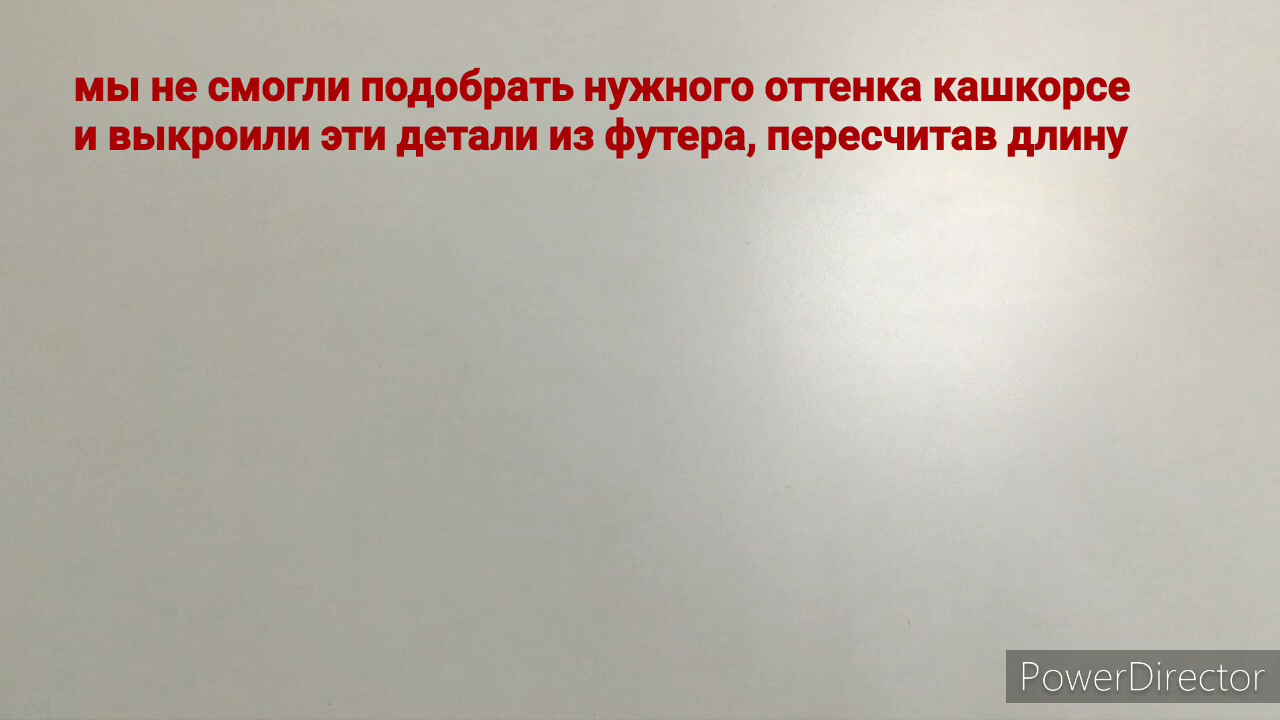 мы не смогли подобрать нужного оттенка кашкорсе
и выкроили эти детали из футера, пересчитав длину
PowerDirector